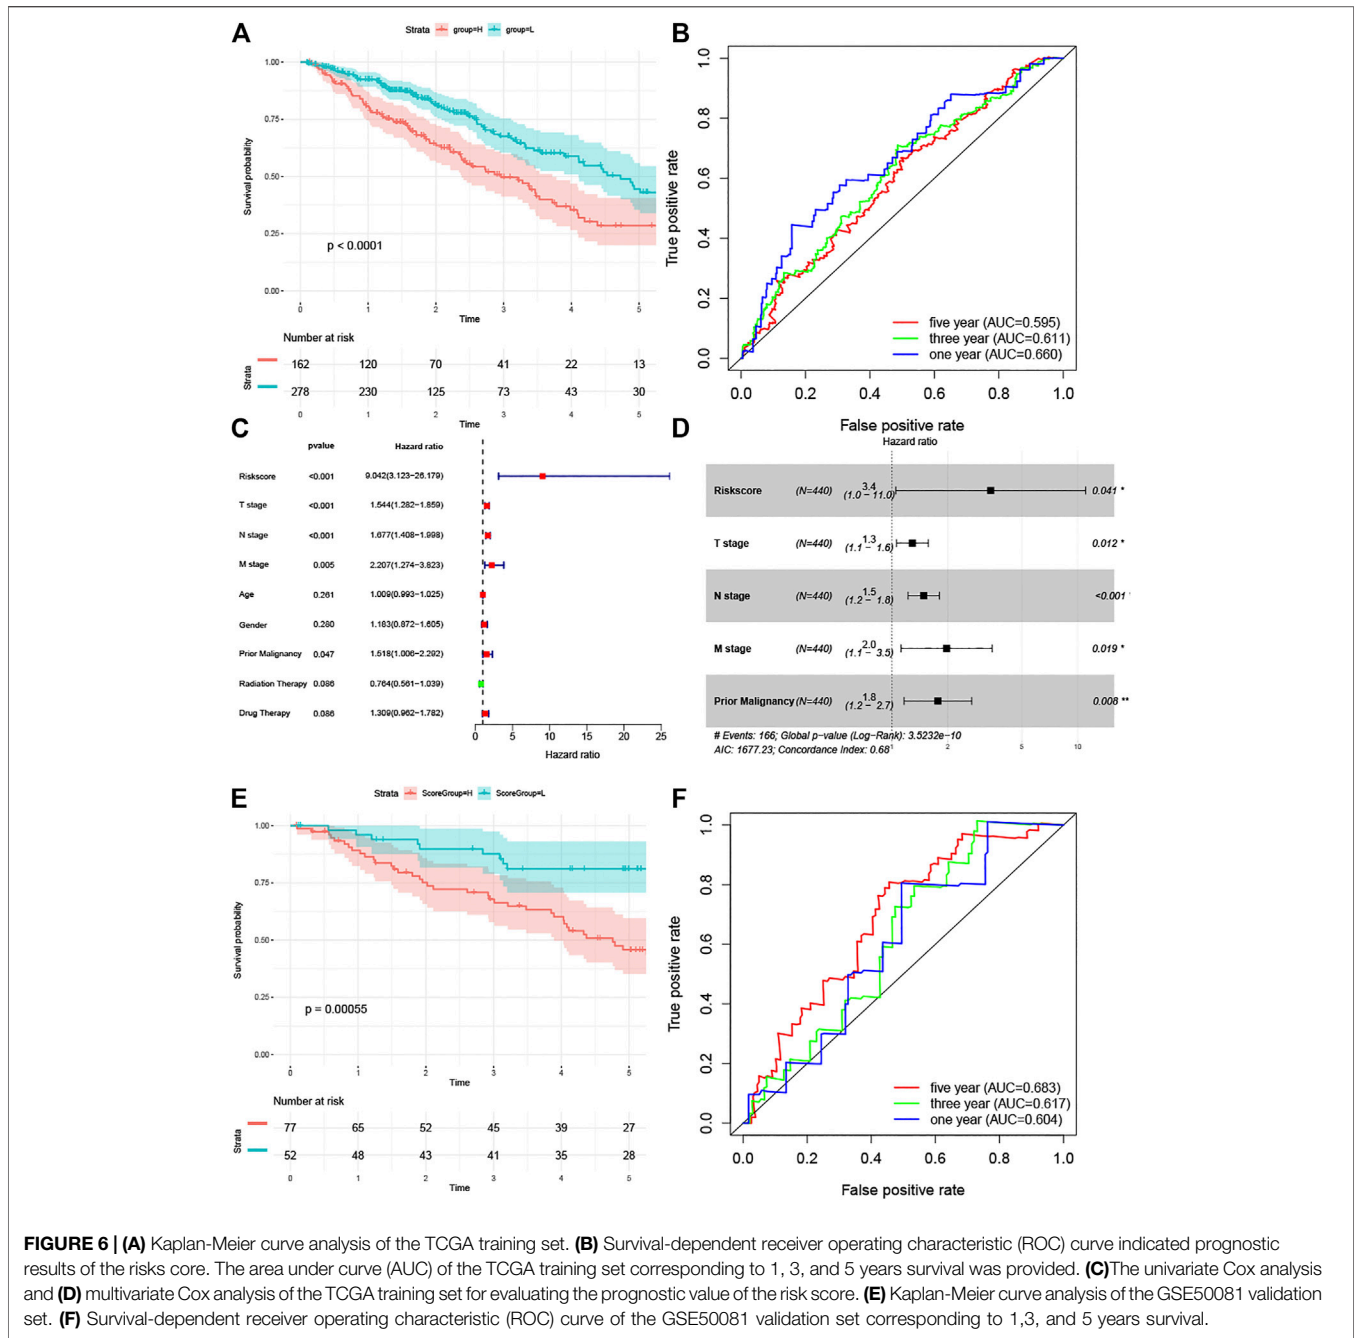 A
Strata group=H group=L
Survival probability
1.00
0.75
0.50
0.25
0.00
p < 0.0001
0 1 2 3 4 5
Time
Number at risk
Strata
162 120 70 41 22 13
278 230 125 73 43 30
0 1 2 3 4 5
Time
B
True positive rate
1.0
0.8
0.6
0.4
0.2
0.0
five year (AUC=0.595)
three year (AUC=0.611)
one year (AUC=0.660)
0.0 0.2 0.4 0.6 0.8 1.0
False positive rate
C
pvalue Hazard ratio
Riskscore <0.001 9.042(3.123−26.179)
T stage <0.001 1.544(1.282−1.859)
N stage <0.001 1.677(1.408−1.998)
M stage 0.005 2.207(1.274−3.823)
Age 0.261 1.009(0.993−1.025)
Gender 0.280 1.183(0.872−1.605)
Prior Malignancy 0.047 1.518(1.006−2.292)
Radiation Therapy 0.086 0.764(0.561−1.039)
Drug Therapy 0.086 1.309(0.962−1.782)
0 5 10 15 20 25
Hazard ratio
D
Hazard ratio
Riskscore (N=440) 3.4 (1.0 − 11.0) 0.041 *
T stage (N=440) 1.3 (1.1 − 1.6) 0.012 *
N stage (N=440) 1.5 (1.2 − 1.8) <0.001
M stage (N=440) 2.0 (1.1 − 3.5) 0.019 *
Prior Malignancy (N=440) 1.8 (1.2 − 2.7) 0.008 **
# Events: 166; Global p−value (Log−Rank): 3.5232e−10
AIC: 1677.23; Concordance Index: 0.68
1 2 5 10
E
Strata ScoreGroup=H ScoreGroup=L
Survival probability
1.00
0.75
0.50
0.25
0.00
p = 0.00055
0 1 2 3 4 5
Time
Number at risk
Strata
77 65 52 45 39 27
52 48 43 41 35 28
0 1 2 3 4 5
Time
F
True positive rate
1.0
0.8
0.6
0.4
0.2
0.0
five year (AUC=0.683)
three year (AUC=0.617)
one year (AUC=0.604)
0.0 0.2 0.4 0.6 0.8 1.0
False positive rate
FIGURE 6 | (A) Kaplan-Meier curve analysis of the TCGA training set. (B) Survival-dependent receiver operating characteristic (ROC) curve indicated prognostic
results of the risks core. The area under curve (AUC) of the TCGA training set corresponding to 1, 3, and 5 years survival was provided. (C)The univariate Cox analysis
and (D) multivariate Cox analysis of the TCGA training set for evaluating the prognostic value of the risk score. (E) Kaplan-Meier curve analysis of the GSE50081 validation
set. (F) Survival-dependent receiver operating characteristic (ROC) curve of the GSE50081 validation set corresponding to 1,3, and 5 years survival.